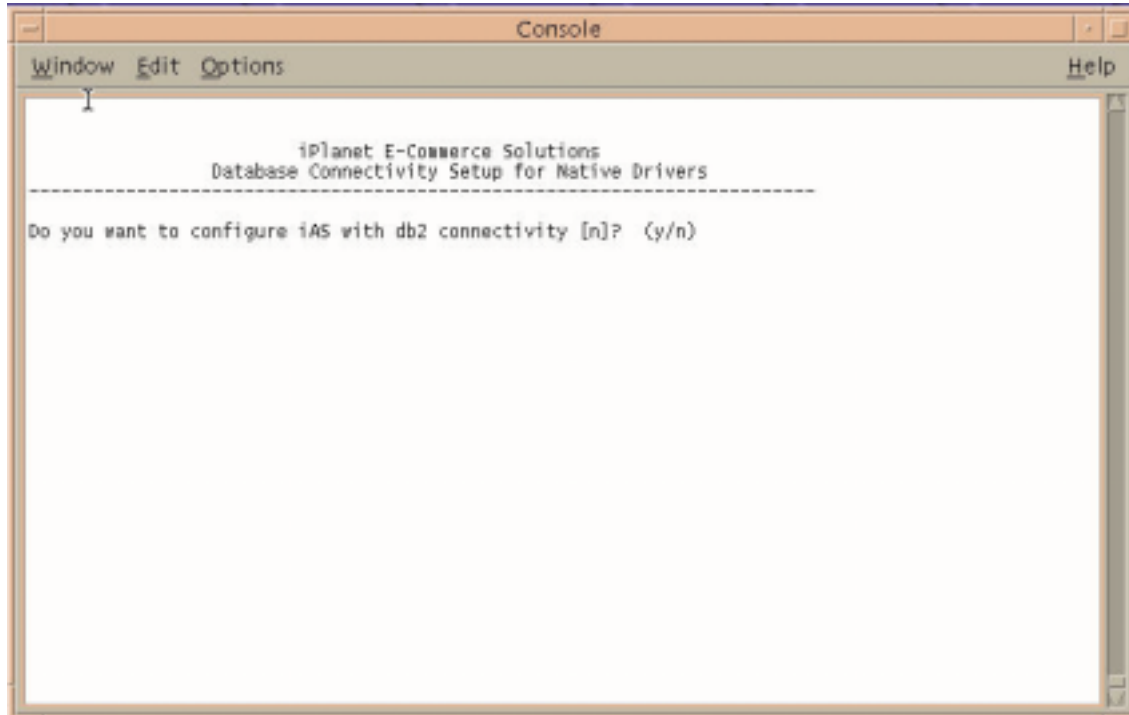 Console
Window Edit Options Help
iPlanet E-Commerce Solutions
Database Connectivity Setup for Native Drivers
--------------------------------------------------------------------------
Do you want to configure iAS with db2 connectivity [n]? (y/n)